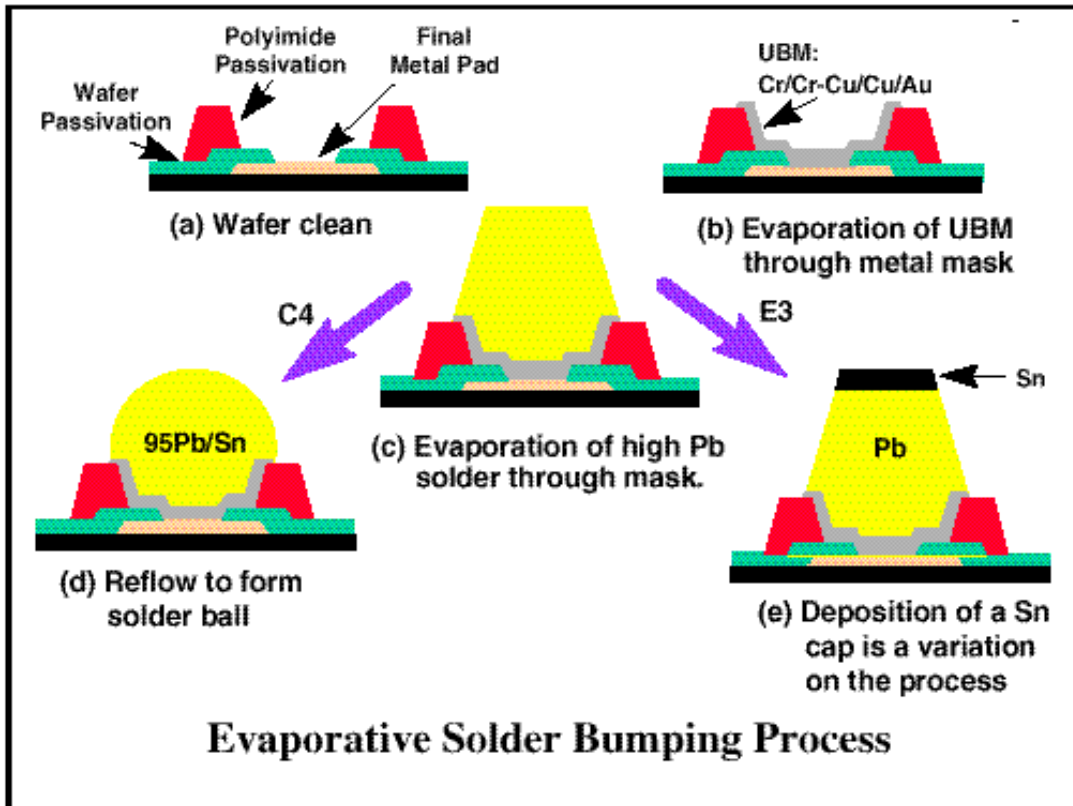 Polyimide
Passivation
Final
Metal Pad
Wafer
Passivation
(a) Wafer clean
UBM:
Cr/Cr-Cu/Cu/Au
(b) Evaporation of UBM
through metal mask
C4
E3
(c) Evaporation of high Pb
solder through mask.
95Pb/Sn
(d) Reflow to form
solder ball
Sn
Pb
(e) Deposition of a Sn
cap is a variation
on the process
Evaporative Solder Bumping Process